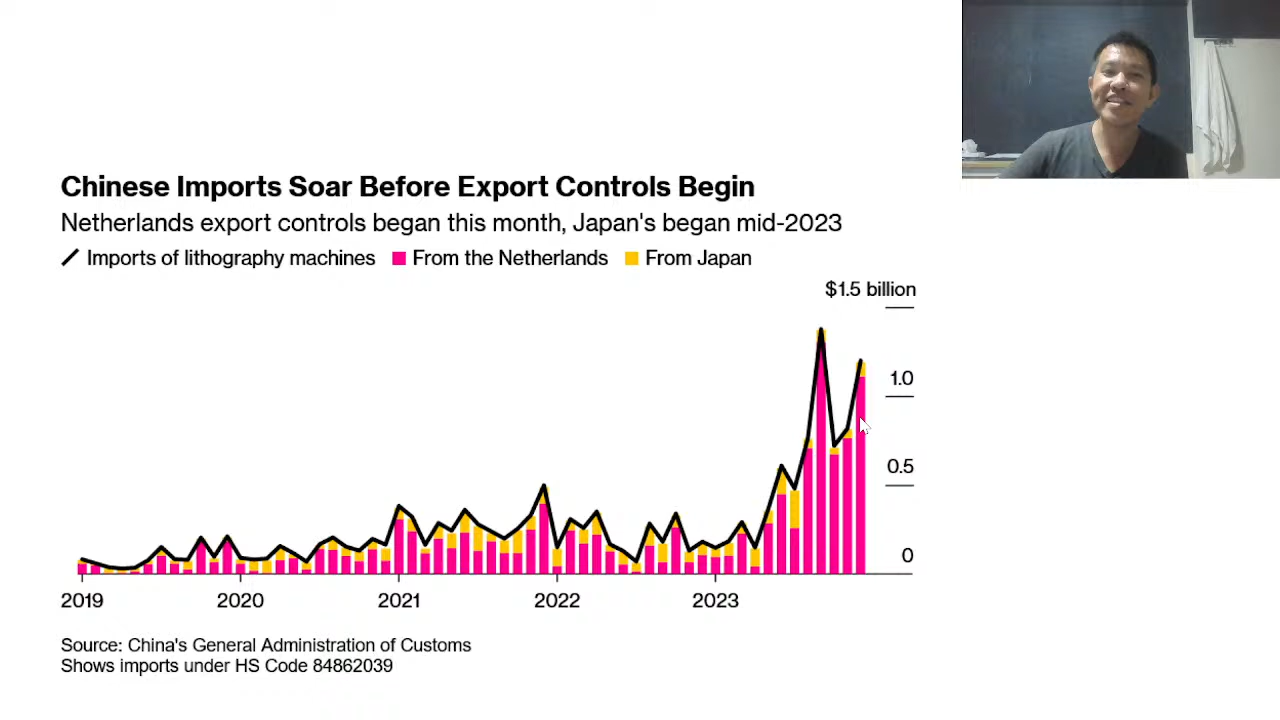 Chinese Imports Soar Before Export Controls Begin
Netherlands export controls began this month, Japan's began mid-2023
Imports of lithography machines From the Netherlands From Japan
$1.5 billion
1.0
0.5
0
2019 2020 2021 2022 2023
Source: China's General Administration of Customs
Shows imports under HS Code 84862039